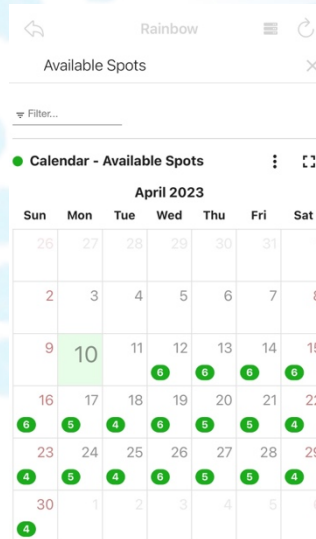 Rainbow
Available Spots
Filter...
Calendar - Available Spots
April 2023
Sun Mon Tue Wed Thu Fri Sat
26 27 28 29 30 31
2 3 4 5 6 7 8
9 10 11 12 13 14 15
6 6 6 6
16 17 18 19 20 21 22
6 5 4 6 5 5 4
23 24 25 26 27 28 29
4 5 4 6 5 5 4
30 1 2 3 4 5
4